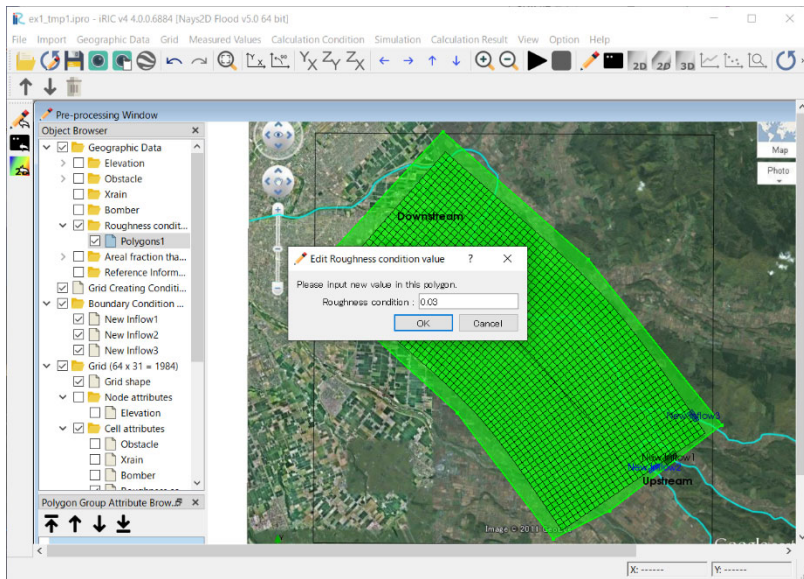 ex1_tmp1.ipro - iRIC v4 4.0.0.6884 [Nays2D Flood v5.0 64 bit]
File Import Geographic Data Grid Measured Values Calculation Condition Simulation Calculation Result View Option Help
2D 2D 3D
Pre-processing Window
Object Browser
Geographic Data
Elevation
Obstacle
Xrain
Bomber
Roughness condit...
Polygons1
Areal fraction tha...
Reference Inform...
Grid Creating Conditi...
Boundary Condition ...
New Inflow1
New Inflow2
New Inflow3
Grid (64 x 31 = 1984)
Grid shape
Node attributes
Elevation
Cell attributes
Obstacle
Xrain
Bomber
Polygon Group Attribute Brow...
Map
Photo
Downstream
Edit Roughness condition value ?
Please input new value in this polygon.
Roughness condition : 0.03
OK Cancel
New Inflow3
New Inflow1
New Inflow2
Upstream
X: ------ Y: ------